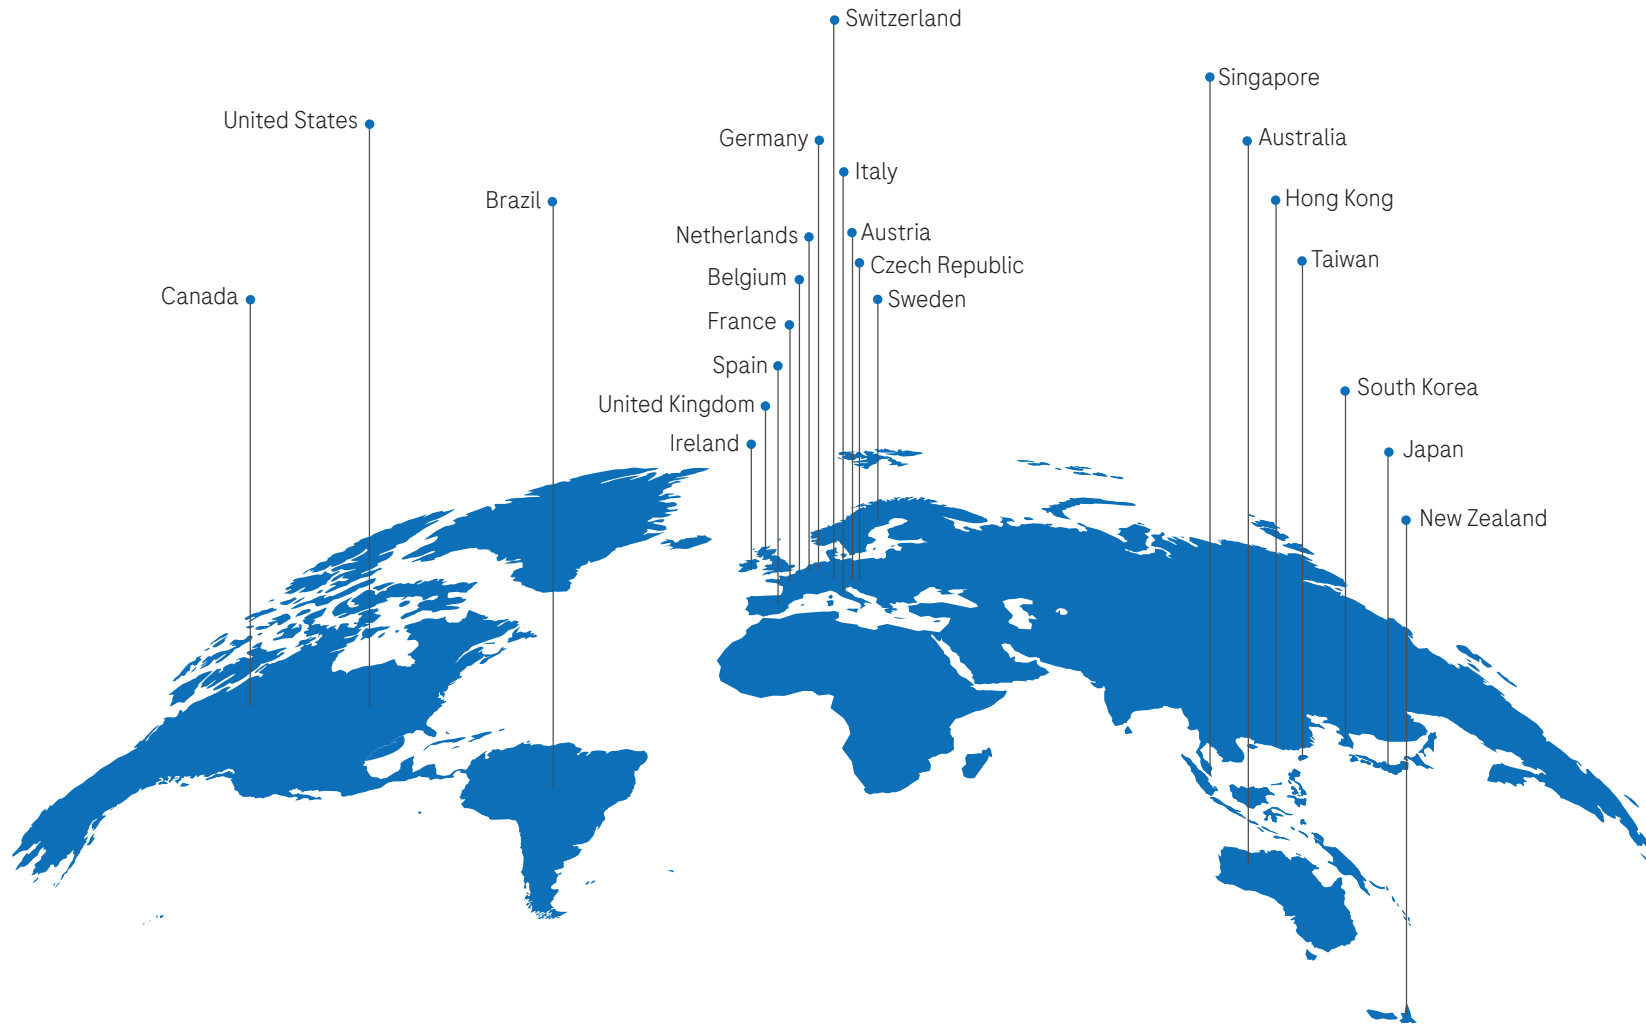 Switzerland
Singapore
United States
Germany
Australia
Italy
Brazil
Hong Kong
Netherlands
Austria
Taiwan
Czech Republic
Belgium
Canada
Sweden
France
Spain
South Korea
United Kingdom
Ireland
Japan
New Zealand